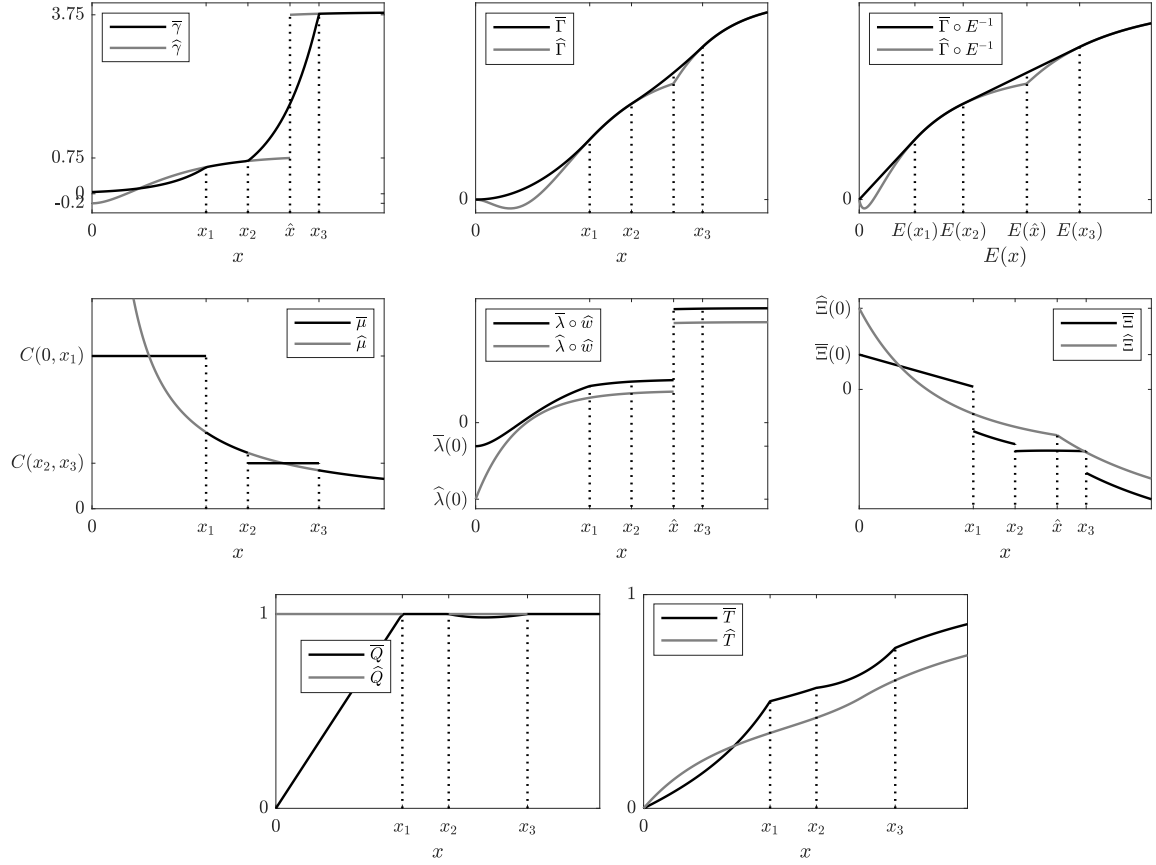 3.75
0.75
0
-0.2
γ̅
γ̂
0
x₁
x₂
x̂
x₃
x
0
Γ̅
Γ̂
0
x₁
x₂
x₃
x
0
Γ̅ ∘ E⁻¹
Γ̂ ∘ E⁻¹
0
E(x₁)
E(x₂)
E(x̂)
E(x₃)
E(x)
C(0, x₁)
C(x₂, x₃)
0
μ̅
μ̂
0
x₁
x₂
x₃
x
0
λ̅(0)
λ̂(0)
λ̅ ∘ ŵ
λ̂ ∘ ŵ
0
x₁
x₂
x̂
x₃
x
Ξ̂(0)
Ξ̅(0)
0
Ξ̅
Ξ̂
0
x₁
x₂
x̂
x₃
x
1
0
Q̅
Q̂
0
x₁
x₂
x₃
x
1
0
T̅
T̂
0
x₁
x₂
x₃
x